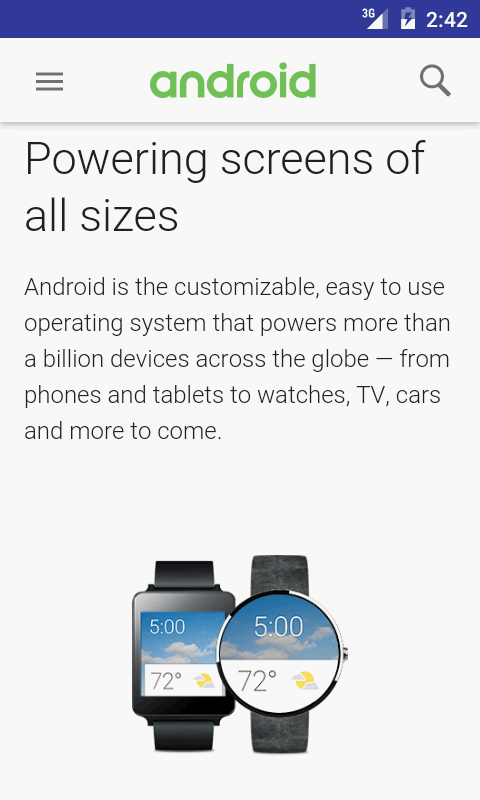 3G 2:42
android
Powering screens of
all sizes
Android is the customizable, easy to use
operating system that powers more than
a billion devices across the globe — from
phones and tablets to watches, TV, cars
and more to come.
5:00
72°
5:00
72°